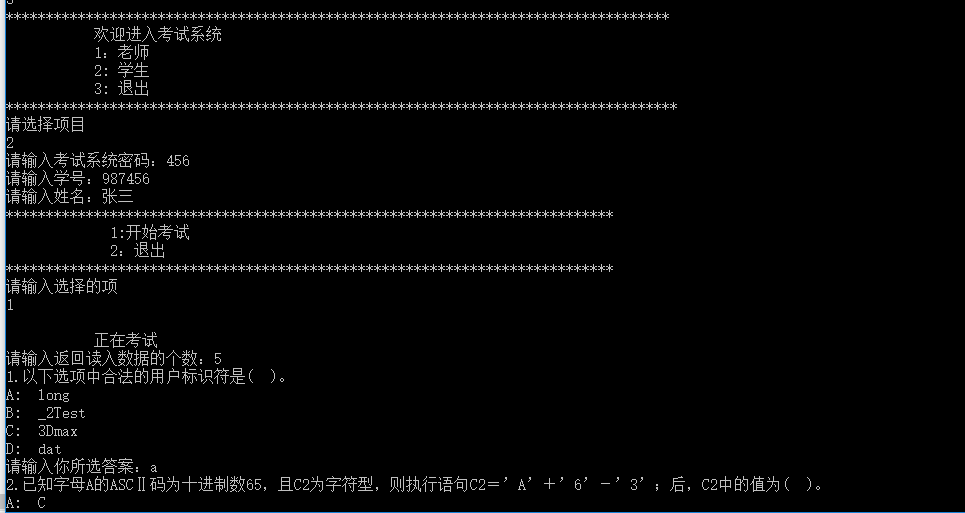 ***********************************************************************************
欢迎进入考试系统
1：老师
2: 学生
3: 退出
************************************************************************************
请选择项目
2
请输入考试系统密码：456
请输入学号：987456
请输入姓名：张三
****************************************************************************
1:开始考试
2：退出
****************************************************************************
请输入选择的项
1
正在考试
请输入返回读入数据的个数：5
1.以下选项中合法的用户标识符是(　)。
A:  long
B:  _2Test
C:  3Dmax
D:  dat
请输入你所选答案：a
2.已知字母A的ASCⅡ码为十进制数65，且C2为字符型，则执行语句C2＝’A’＋’6’－’3’；后，C2中的值为(　)。
A:  C